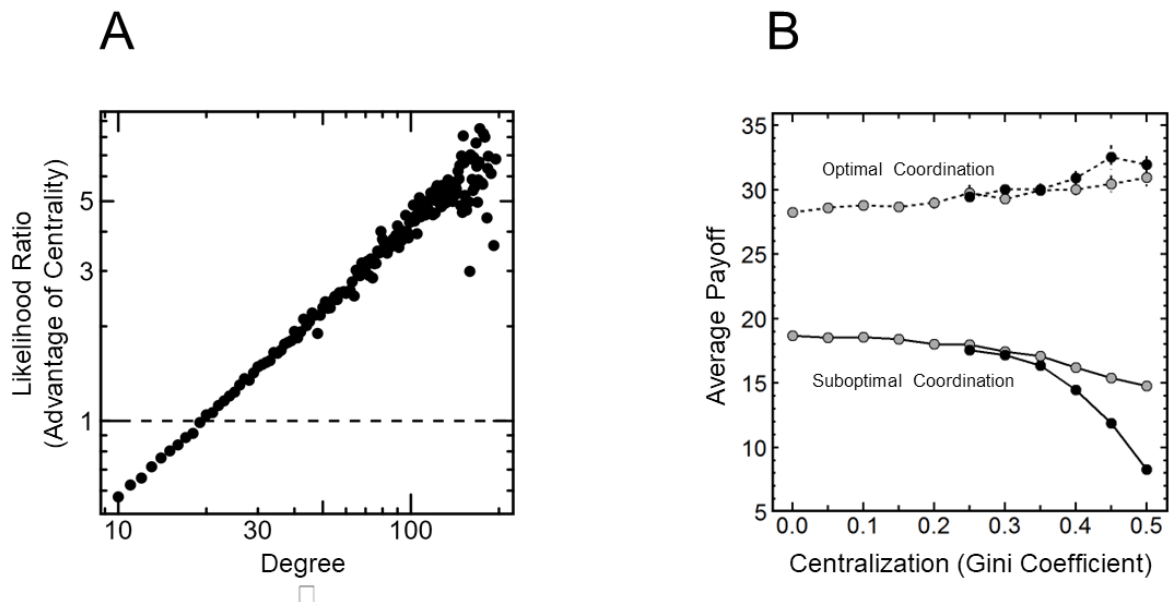 A
Likelihood Ratio
(Advantage of Centrality)
5
3
1
10
30
100
Degree
B
Average Payoff
35
30
25
20
15
10
5
Optimal Coordination
Suboptimal Coordination
0.0
0.1
0.2
0.3
0.4
0.5
Centralization (Gini Coefficient)